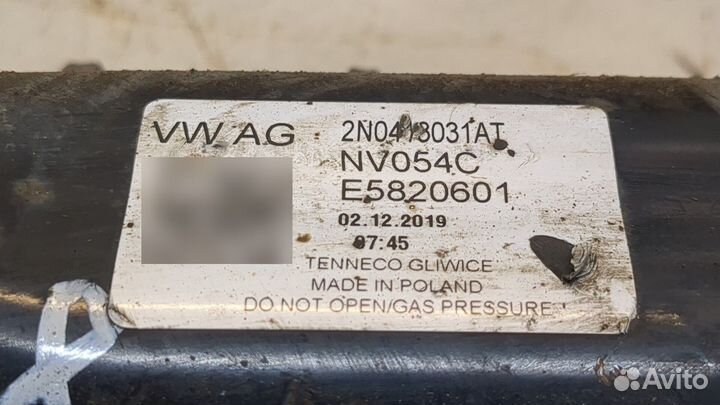 VW AG 2N0413031AT
NV054C
E5820601
02.12.2019
07:45
TENNECO GLIWICE
MADE IN POLAND
DO NOT OPEN/GAS PRESSURE
Avito